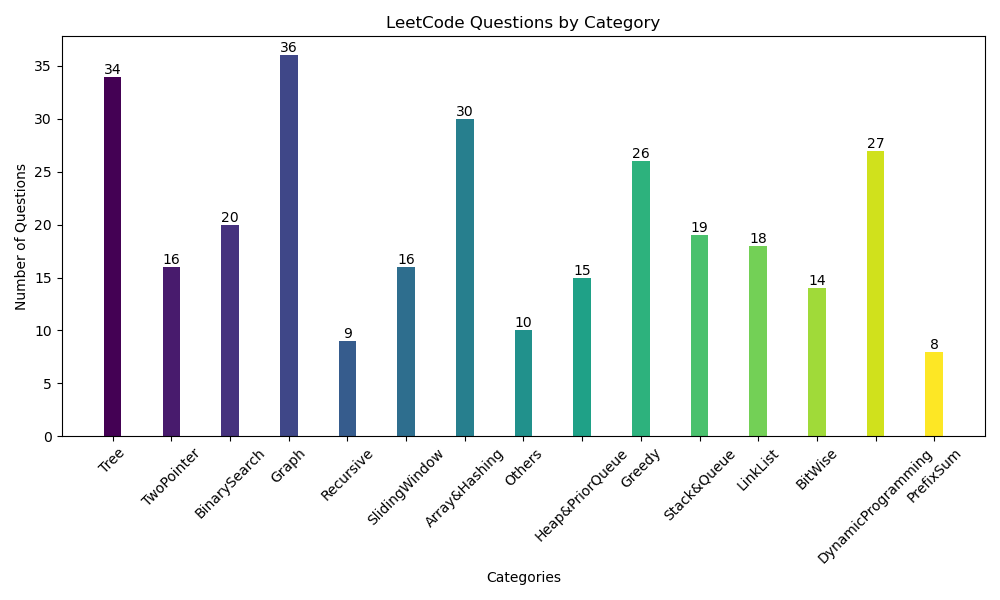 LeetCode Questions by Category
Number of Questions
35
30
25
20
15
10
5
0
34
16
20
36
9
16
30
10
15
26
19
18
14
27
8
Tree
TwoPointer
BinarySearch
Graph
Recursive
SlidingWindow
Array&Hashing
Others
Heap&PriorQueue
Greedy
Stack&Queue
LinkList
BitWise
DynamicProgramming
PrefixSum
Categories